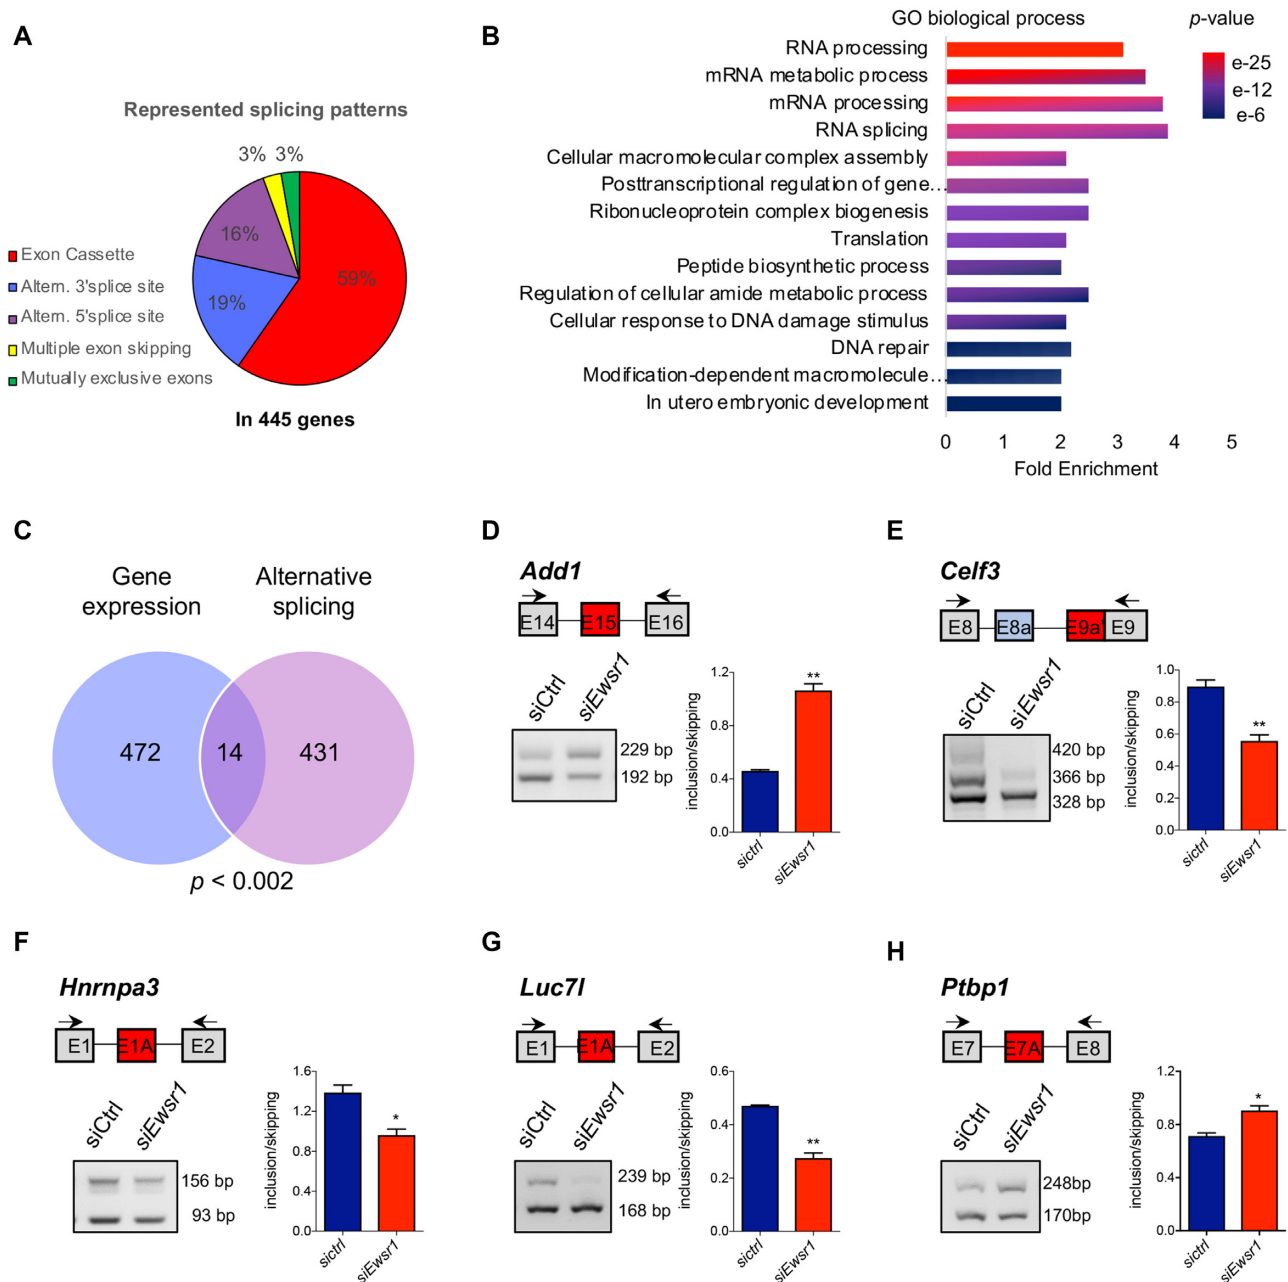 A
Represented splicing patterns
3% 3%
16%
59%
19%
Exon Cassette
Altern. 3'splice site
Altern. 5'splice site
Multiple exon skipping
Mutually exclusive exons
In 445 genes
B
GO biological process
p-value
e-25
e-12
e-6
RNA processing
mRNA metabolic process
mRNA processing
RNA splicing
Cellular macromolecular complex assembly
Posttranscriptional regulation of gene…
Ribonucleoprotein complex biogenesis
Translation
Peptide biosynthetic process
Regulation of cellular amide metabolic process
Cellular response to DNA damage stimulus
DNA repair
Modification-dependent macromolecule…
In utero embryonic development
0 1 2 3 4 5
Fold Enrichment
C
Gene
expression
Alternative
splicing
472 14 431
p < 0.002
D
Add1
E14 E15 E16
siCtrl siEwsr1
229 bp
192 bp
inclusion/skipping
1.2
0.8
0.4
0.0
**
sictrl siEwsr1
E
Celf3
E8 E8a E9a' E9
siCtrl siEwsr1
420 bp
366 bp
328 bp
inclusion/skipping
1.0
0.8
0.6
0.4
0.2
0.0
**
sictrl siEwsr1
F
Hnrnpa3
E1 E1A E2
siCtrl siEwsr1
156 bp
93 bp
inclusion/skipping
1.6
1.2
0.8
0.4
0.0
*
sictrl siEwsr1
G
Luc7l
E1 E1A E2
siCtrl siEwsr1
239 bp
168 bp
inclusion/skipping
0.6
0.4
0.2
0.0
**
sictrl siEwsr1
H
Ptbp1
E7 E7A E8
siCtrl siEwsr1
248bp
170bp
inclusion/skipping
1.2
0.8
0.4
0.0
*
sictrl siEwsr1